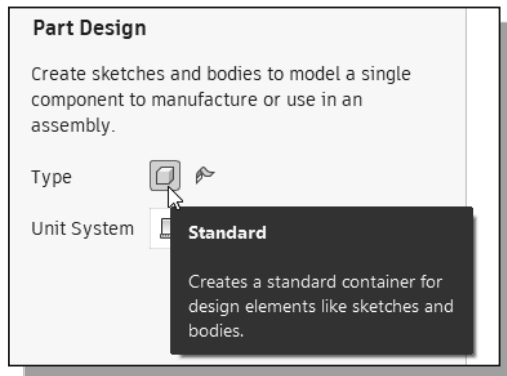 Part Design
Create sketches and bodies to model a single
component to manufacture or use in an
assembly.
Type
Unit System
Standard
Creates a standard container for
design elements like sketches and
bodies.